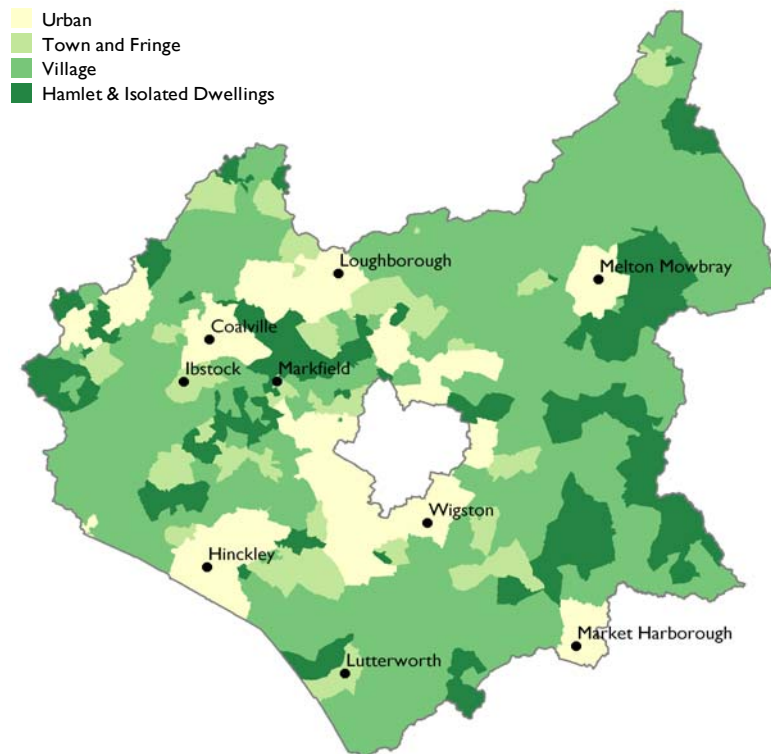 Urban
Town and Fringe
Village
Hamlet & Isolated Dwellings
Loughborough
Melton Mowbray
Coalville
Ibstock
Markfield
Wigston
Hinckley
Market Harborough
Lutterworth